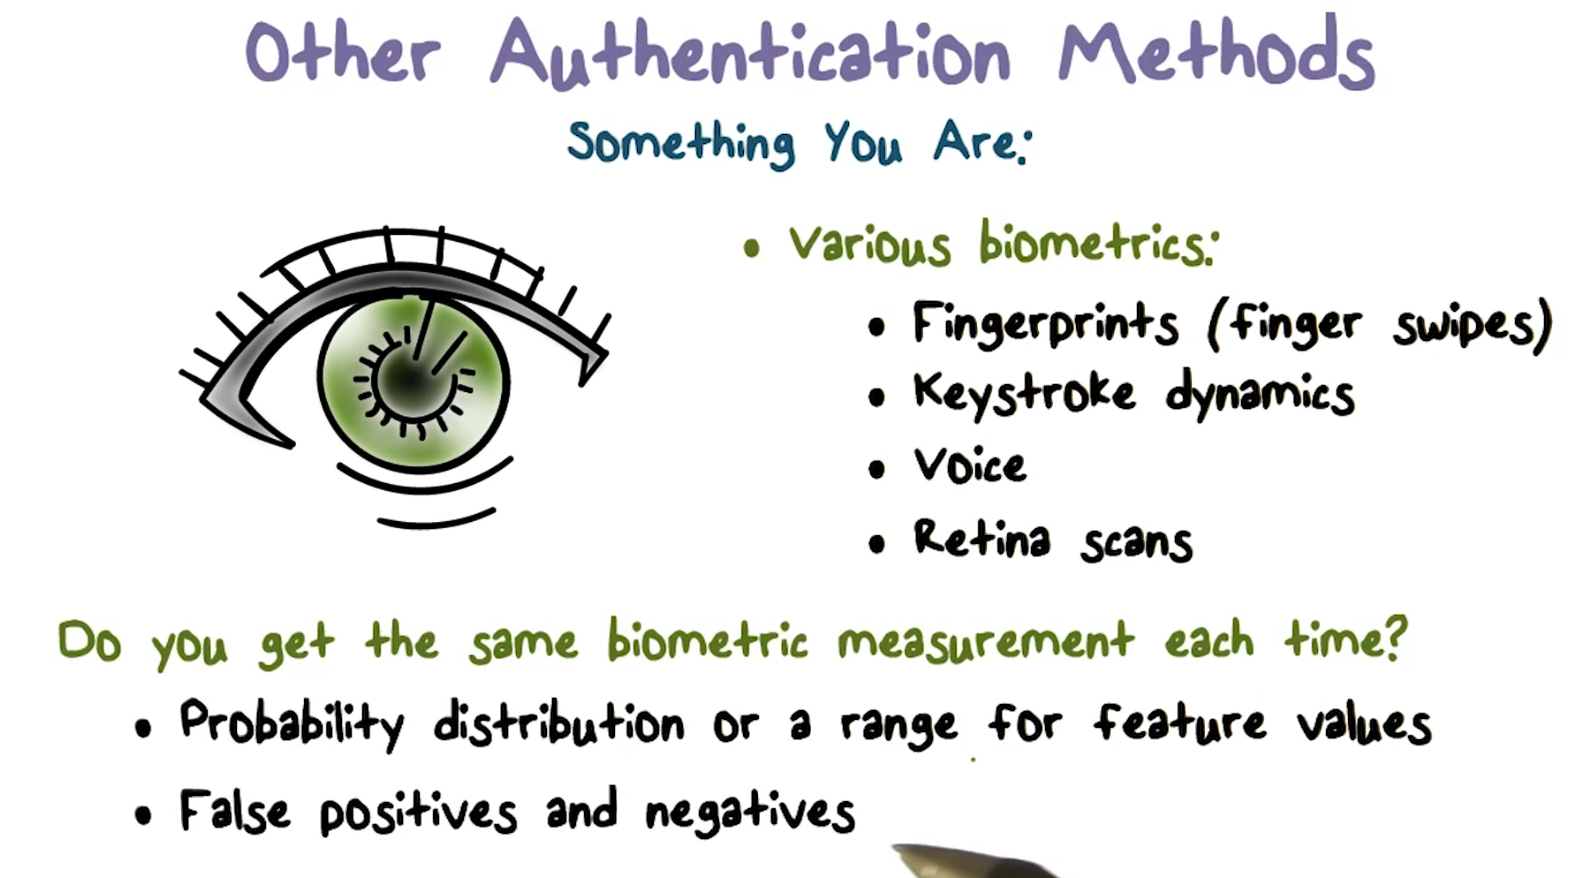 Other Authentication Methods
Something You Are:
• Various biometrics:
• Fingerprints (finger swipes)
• Keystroke dynamics
• Voice
• Retina scans
Do you get the same biometric measurement each time?
• Probability distribution or a range for feature values
• False positives and negatives